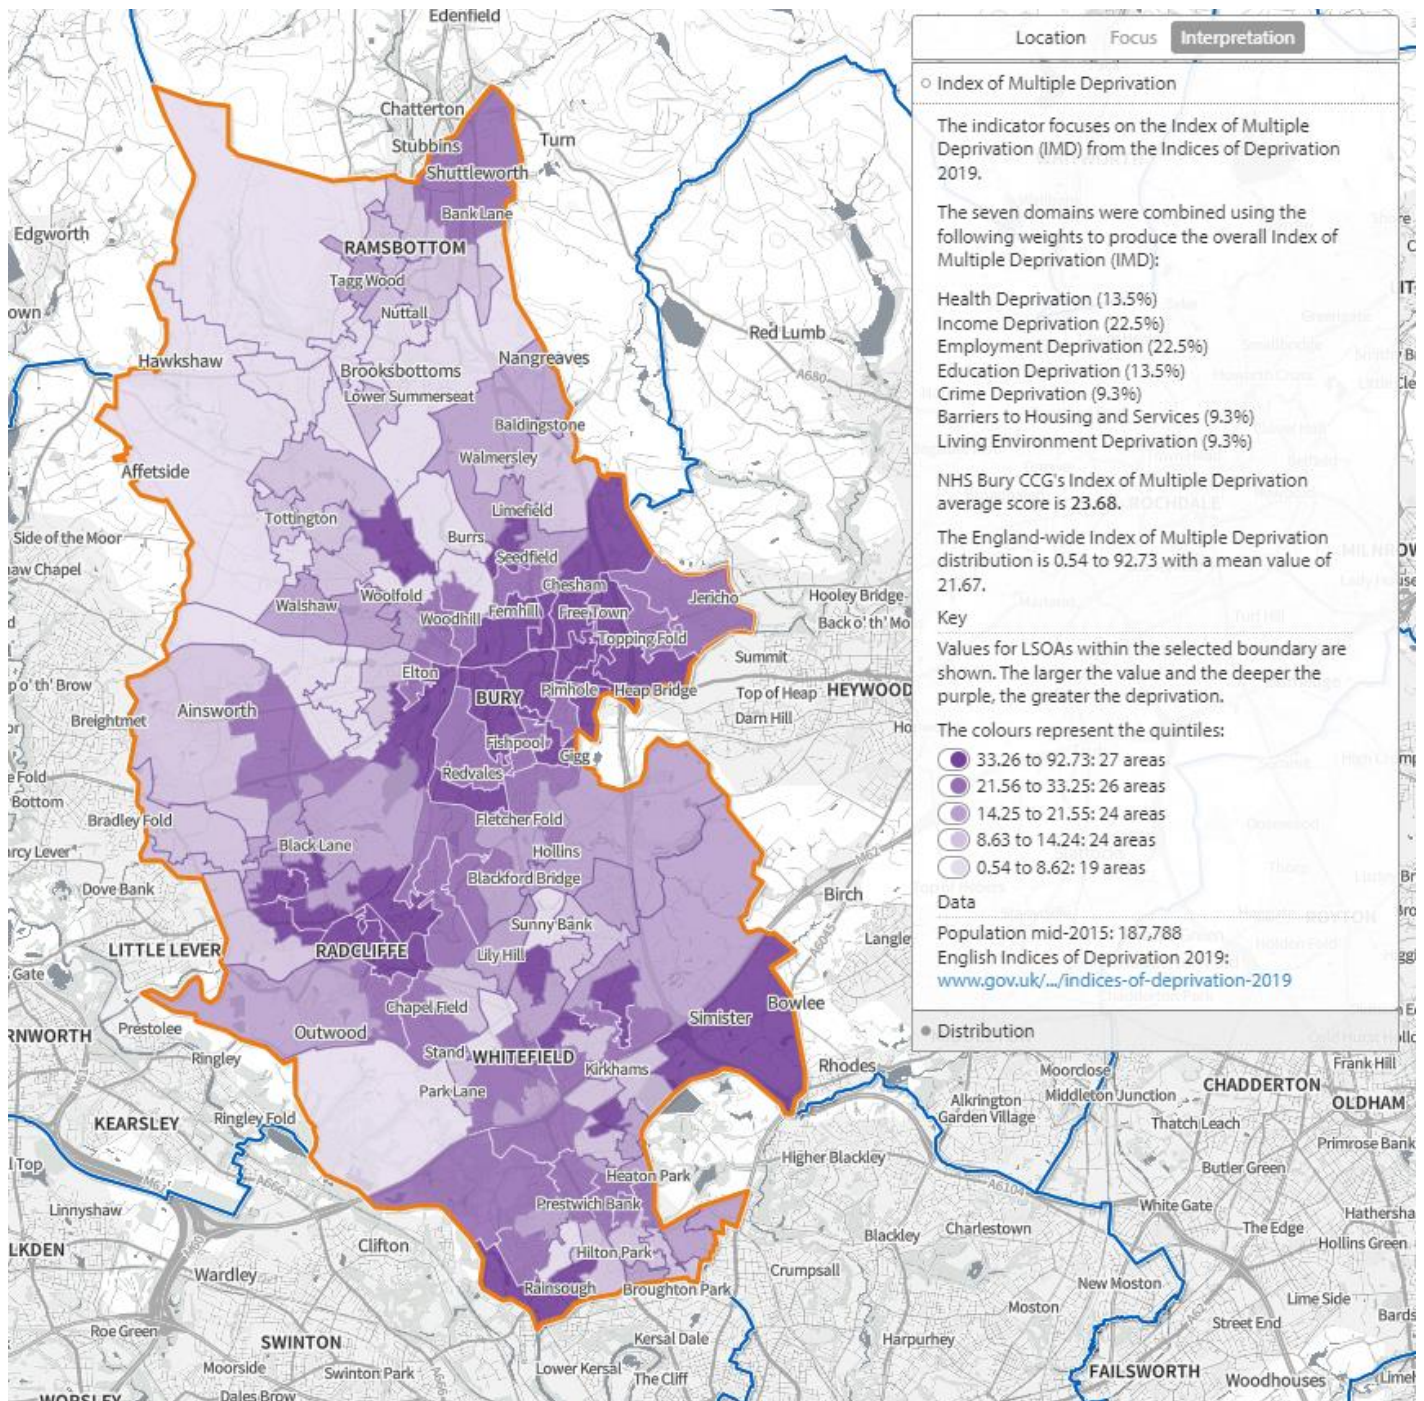 Edenfield
Chatterton
Stubbins
Turn
Shuttleworth
Bank Lane
Edgworth
RAMSBOTTOM
Tagg Wood
Nuttall
Red Lumb
A680
Hawkshaw
Nangreaves
Brooksbottoms
Lower Summerseat
Baldingstone
Walmersley
Affetside
Limefield
Tottington
Side of the Moor
Burrs
Seedfield
Chesham
Jericho
Hooley Bridge
Woolfold
Walshaw
Woodhill
Fernhill
Free Town
Back o' th' Mo
Topping Fold
Summit
Elton
BURY
Pimhole
Heap Bridge
Top of Heap
HEYWOOD
Ainsworth
Breightmet
Darn Hill
Fishpool
Gigg
Redvales
Bradley Fold
Fletcher Fold
Black Lane
Hollins
M62
Blackford Bridge
Dove Bank
Birch
Sunny Bank
A6045
LITTLE LEVER
RADCLIFFE
Lily Hill
Chapel Field
Simister
Bowlee
Prestolee
Outwood
Ringley
Stand
WHITEFIELD
Kirkhams
Rhodes
Park Lane
KEARSLEY
Ringley Fold
Linnyshaw
A666
Heaton Park
Higher Blackley
Prestwich Bank
Clifton
Hilton Park
Wardley
Rainsough
Broughton Park
Crumpsall
Blackley
Charlestown
A6104
Roe Green
SWINTON
Moorside
Swinton Park
Kersal Dale
Lower Kersal
The Cliff
Harpurhey
Moston
New Moston
FAILSWORTH
Woodhouses
Street End
Lime Side
Hollins Green
The Edge
White Gate
Butler Green
Primrose Bank
Thatch Leach
OLDHAM
CHADDERTON
Frank Hill
Moorclose
Middleton Junction
Alkrington
Garden Village
Location Focus Interpretation
Index of Multiple Deprivation
The indicator focuses on the Index of Multiple
Deprivation (IMD) from the Indices of Deprivation
2019.
The seven domains were combined using the
following weights to produce the overall Index of
Multiple Deprivation (IMD):
Health Deprivation (13.5%)
Income Deprivation (22.5%)
Employment Deprivation (22.5%)
Education Deprivation (13.5%)
Crime Deprivation (9.3%)
Barriers to Housing and Services (9.3%)
Living Environment Deprivation (9.3%)
NHS Bury CCG's Index of Multiple Deprivation
average score is 23.68.
The England-wide Index of Multiple Deprivation
distribution is 0.54 to 92.73 with a mean value of
21.67.
Key
Values for LSOAs within the selected boundary are
shown. The larger the value and the deeper the
purple, the greater the deprivation.
The colours represent the quintiles:
33.26 to 92.73: 27 areas
21.56 to 33.25: 26 areas
14.25 to 21.55: 24 areas
8.63 to 14.24: 24 areas
0.54 to 8.62: 19 areas
Data
Population mid-2015: 187,788
English Indices of Deprivation 2019:
www.gov.uk/.../indices-of-deprivation-2019
Distribution